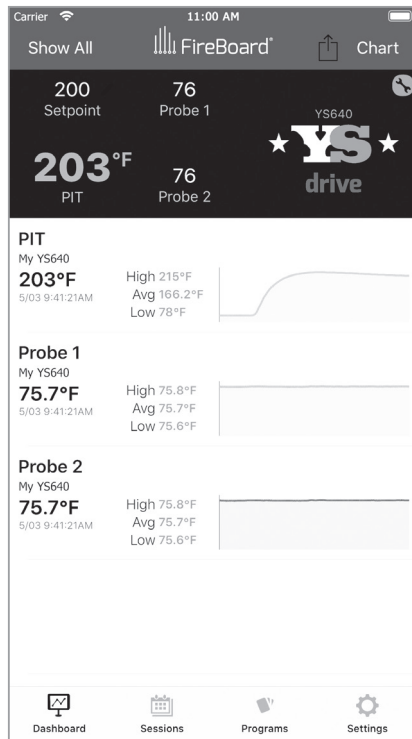 Carrier 11:00 AM
Show All FireBoard® Chart
200 76
Setpoint Probe 1
YS640
203°F
YS
76
drive
PIT Probe 2
PIT
My YS640
203°F
5/03 9:41:21AM
High 215°F
Avg 166.2°F
Low 78°F
Probe 1
My YS640
75.7°F
5/03 9:41:21AM
High 75.8°F
Avg 75.7°F
Low 75.6°F
Probe 2
My YS640
75.7°F
5/03 9:41:21AM
High 75.8°F
Avg 75.7°F
Low 75.6°F
Dashboard Sessions Programs Settings